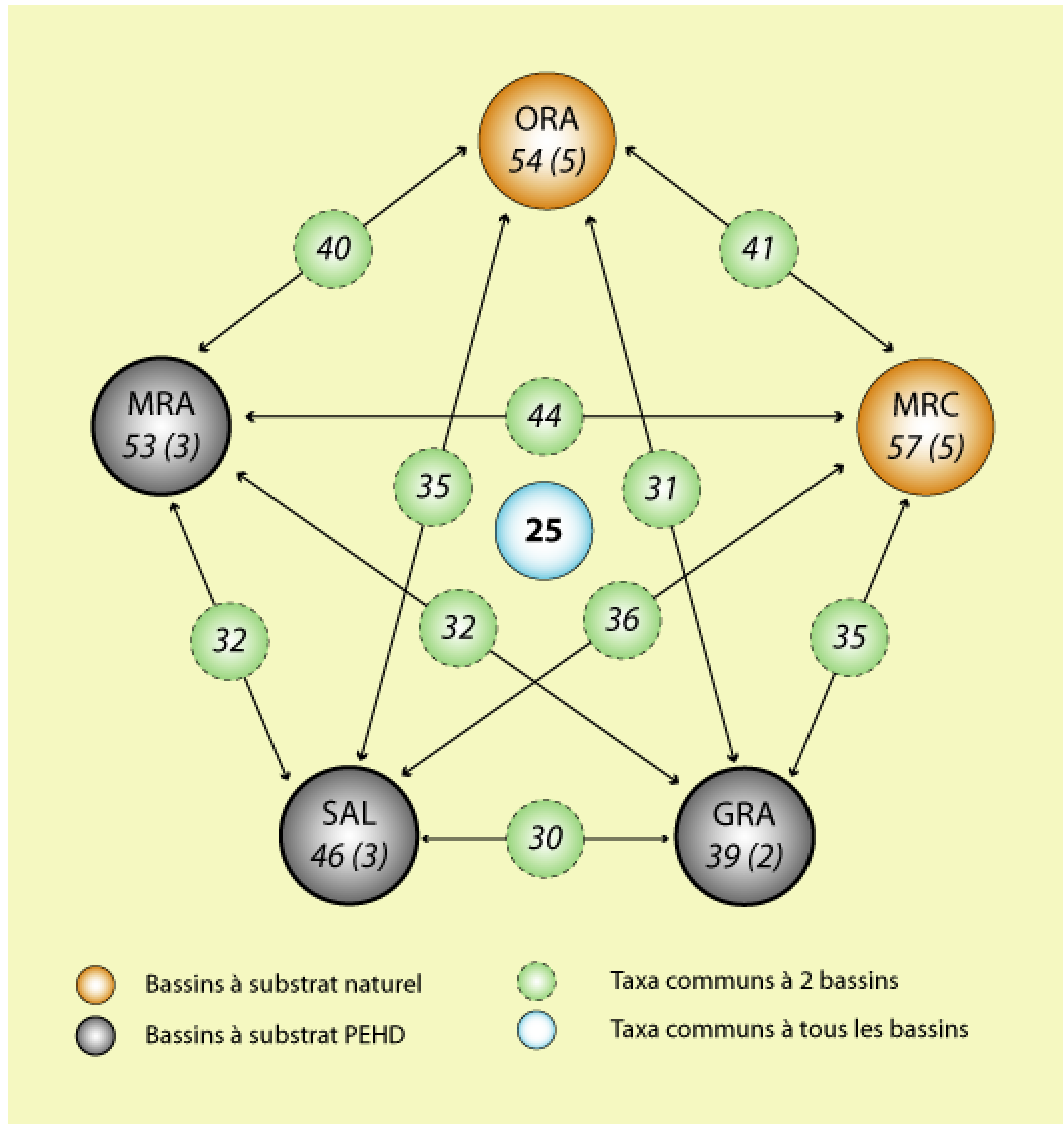 ORA
54 (5)
40
41
MRA
53 (3)
44
MRC
57 (5)
35
31
25
32
32
36
35
SAL
46 (3)
30
GRA
39 (2)
Bassins à substrat naturel
Taxa communs à 2 bassins
Bassins à substrat PEHD
Taxa communs à tous les bassins